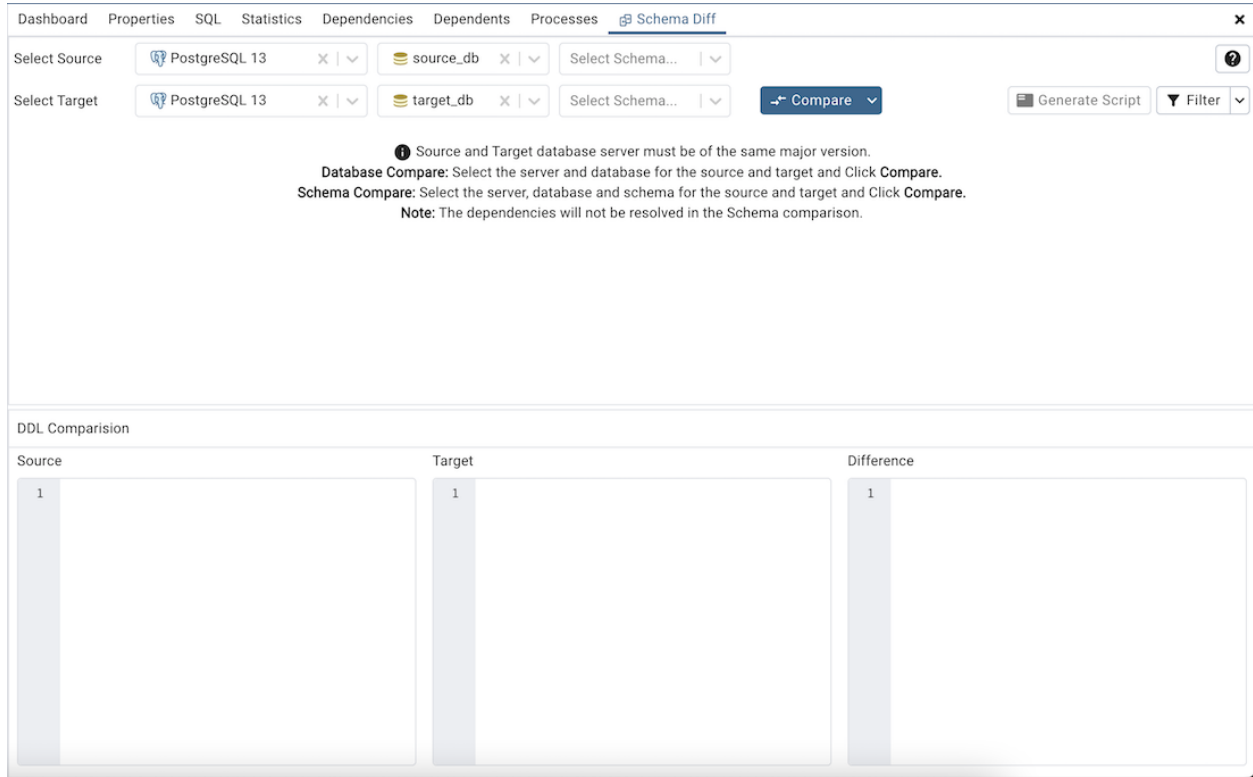 Dashboard Properties SQL Statistics Dependencies Dependents Processes Schema Diff
Select Source PostgreSQL 13 source_db Select Schema...
Select Target PostgreSQL 13 target_db Select Schema... Compare Generate Script Filter
Source and Target database server must be of the same major version.
Database Compare: Select the server and database for the source and target and Click Compare.
Schema Compare: Select the server, database and schema for the source and target and Click Compare.
Note: The dependencies will not be resolved in the Schema comparison.
DDL Comparision
Source Target Difference
1 1 1